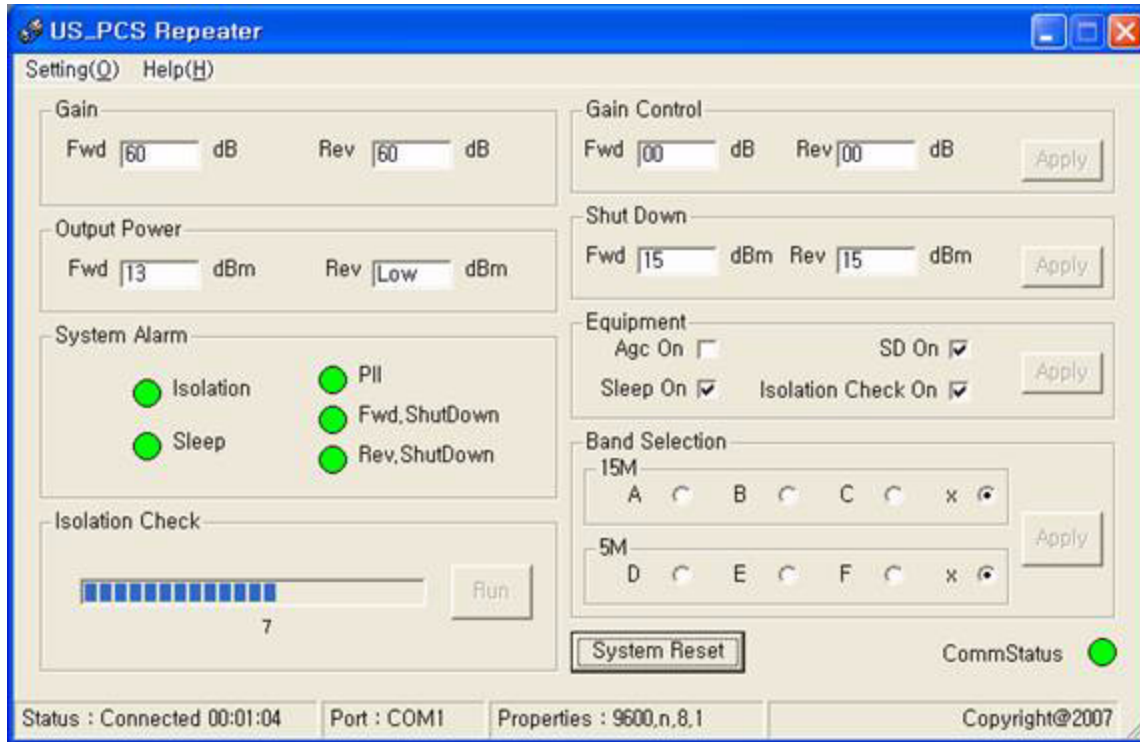 US_PCS Repeater
Setting(O) Help(H)
Gain
Fwd 60 dB Rev 60 dB
Output Power
Fwd 13 dBm Rev Low dBm
System Alarm
Isolation
Sleep
Pll
Fwd,ShutDown
Rev,ShutDown
Isolation Check
Run
7
Gain Control
Fwd 00 dB Rev 00 dB Apply
Shut Down
Fwd 15 dBm Rev 15 dBm Apply
Equipment
Agc On SD On
Sleep On Isolation Check On
Apply
Band Selection
15M
A B C x
5M
D E F x
Apply
System Reset CommStatus
Status : Connected 00:01:04 Port : COM1 Properties : 9600,n,8,1 Copyright@2007